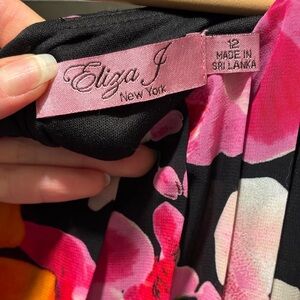 Eliza J
New York
12
MADE IN
SRI LANKA